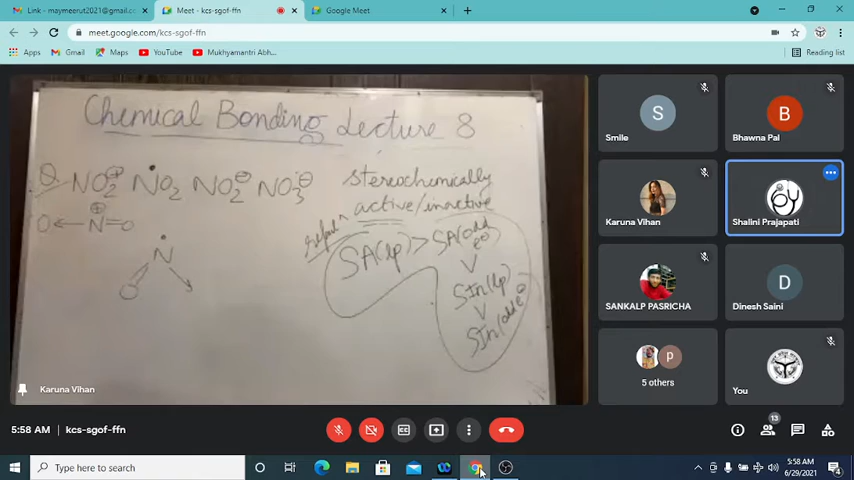 Link - maymeerut2021@gmail.c
Meet - kcs-sgof-ffn
Google Meet
meet.google.com/kcs-sgof-ffn
Apps
Gmail
Maps
YouTube
Mukhyamantri Abh...
Reading list
Chemical Bonding Lecture 8
Q NO2⊕ NO2 NO2⊖ NO3⊖
stereochemically
active/inactive
O ← N = O
SA(lp) > SA(odd e⊖)
V
SIn(lp)
V
SIn(odd e⊖)
N
O
Karuna Vihan
S
Smile
B
Bhawna Pal
Karuna Vihan
Shalini Prajapati
SANKALP PASRICHA
D
Dinesh Saini
P
5 others
You
5:58 AM
kcs-sgof-ffn
13
Type here to search
5:58 AM
6/29/2021
4